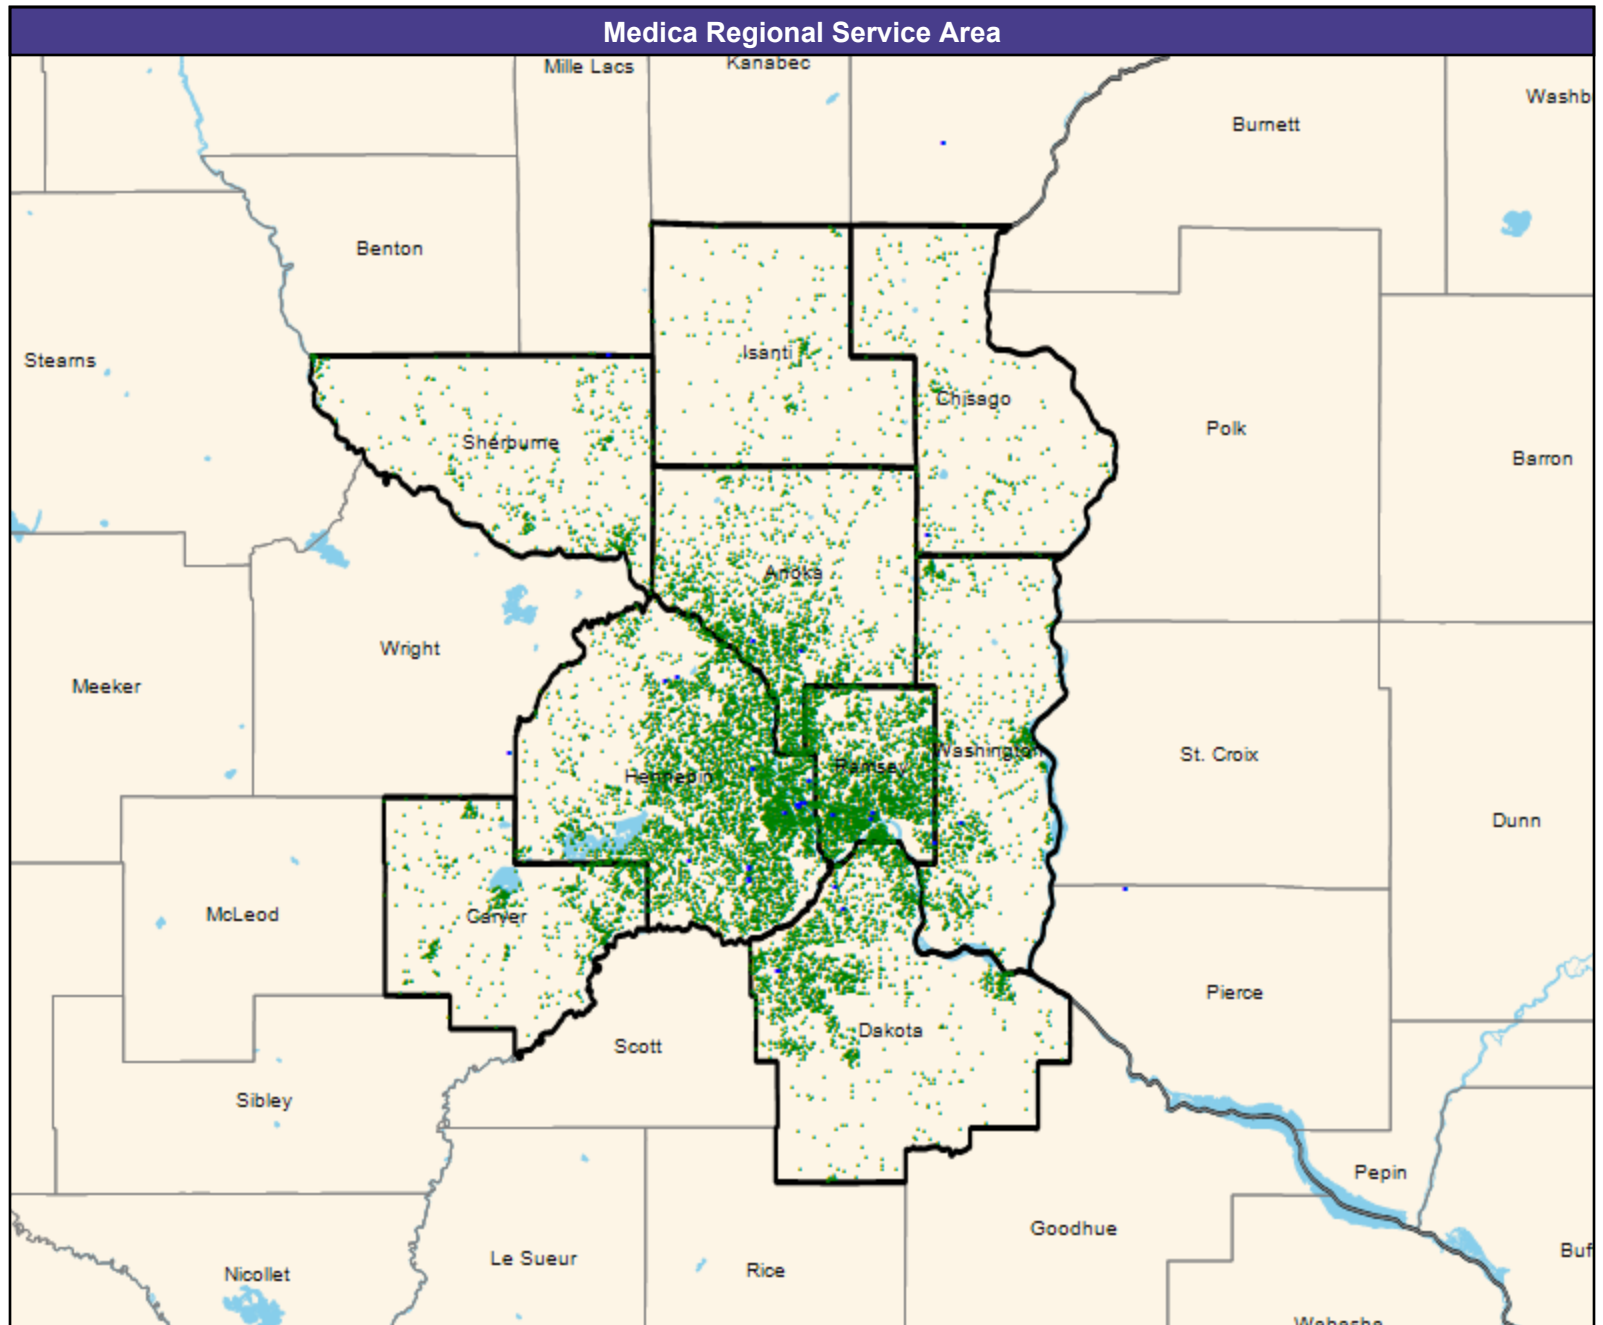 Medica Regional Service Area
Mille Lacs
Kanabec
Washb
Burnett
Benton
Stearns
Isanti
Chisago
Polk
Sherburne
Barron
Anoka
Wright
Meeker
Washington
St. Croix
Ramsey
Hennepin
Dunn
McLeod
Carver
Pierce
Dakota
Scott
Sibley
Pepin
Goodhue
Buf
Le Sueur
Rice
Nicollet
Wabasha